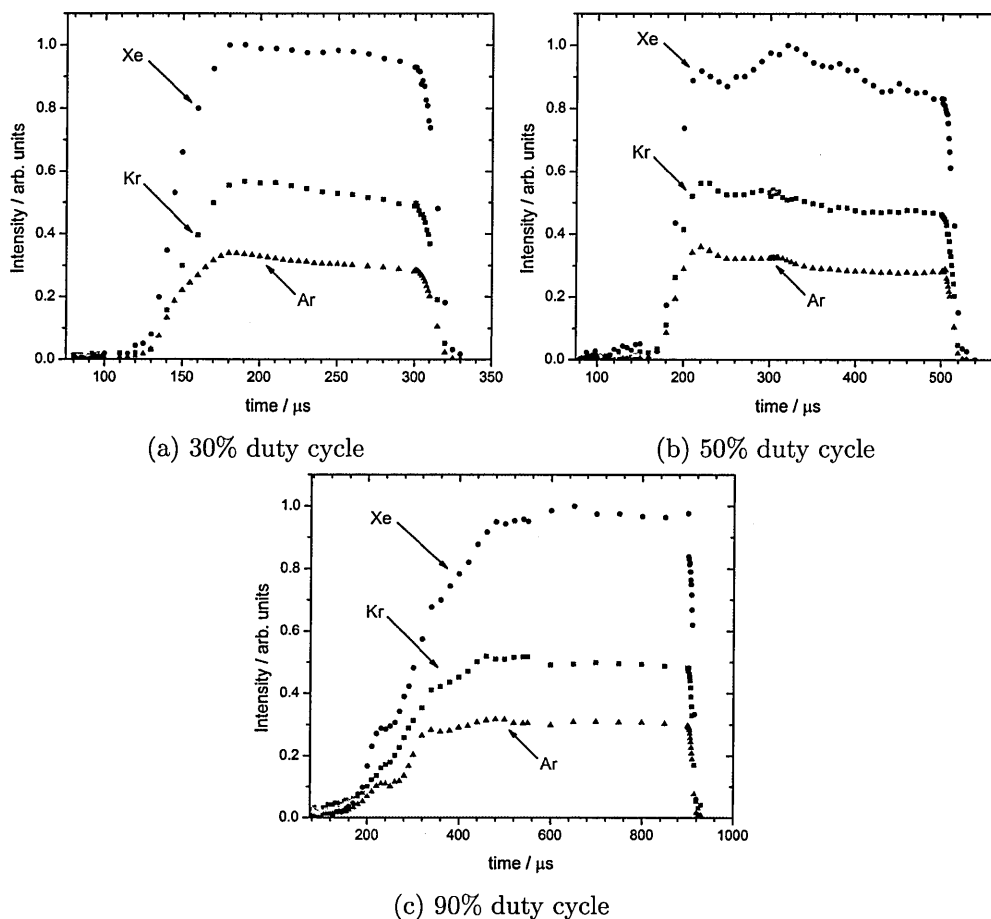 Intensity / arb. units
1.0
0.8
0.6
0.4
0.2
0.0
Xe
Kr
Ar
100 150 200 250 300 350
time / μs
(a) 30% duty cycle
Intensity / arb. units
1.0
0.8
0.6
0.4
0.2
0.0
Xe
Kr
Ar
100 200 300 400 500
time / μs
(b) 50% duty cycle
Intensity / arb. units
1.0
0.8
0.6
0.4
0.2
0.0
Xe
Kr
Ar
200 400 600 800 1000
time / μs
(c) 90% duty cycle